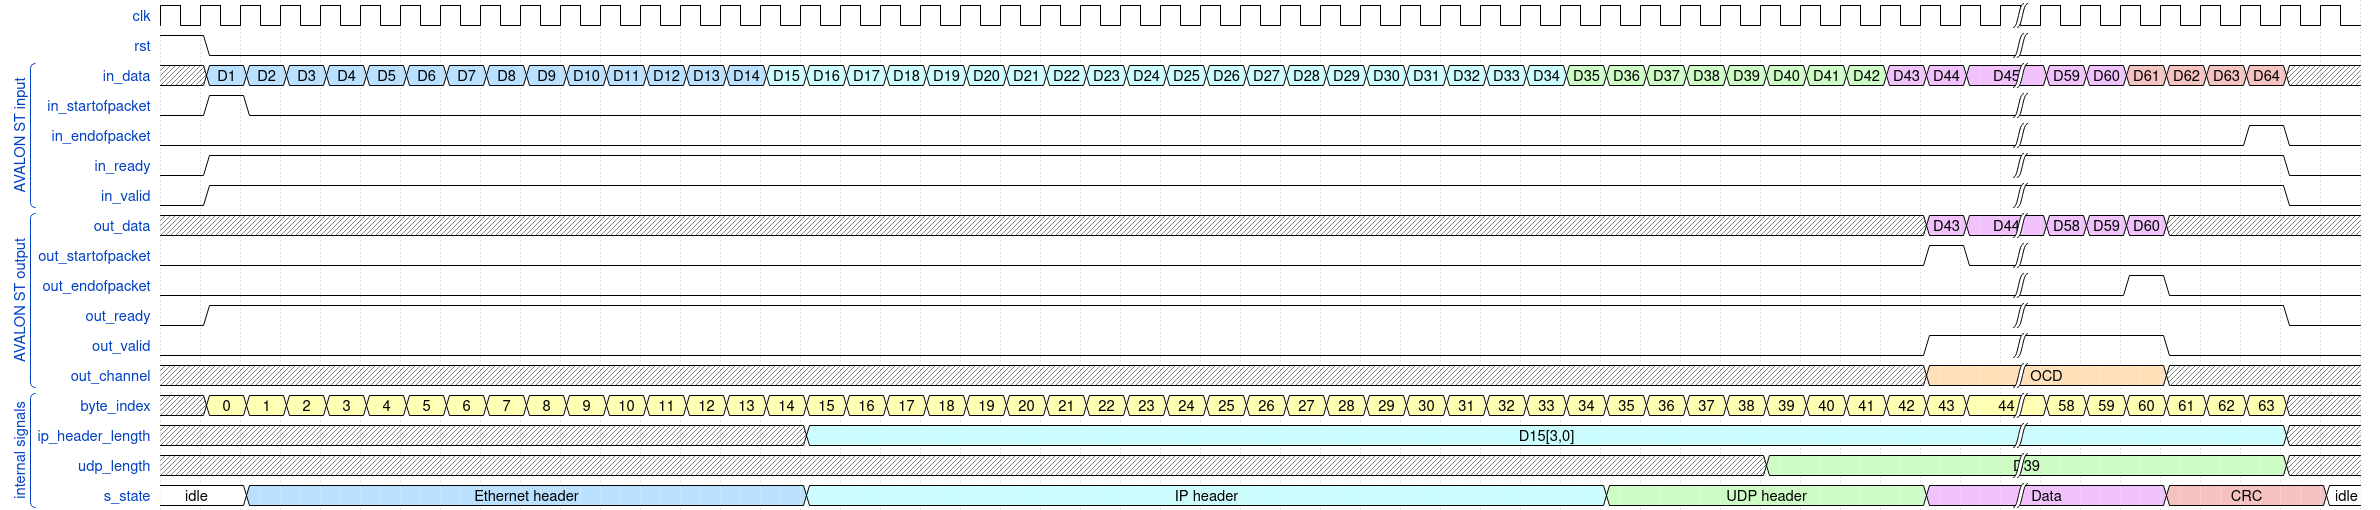 clk
rst
in_data D1 D2 D3 D4 D5 D6 D7 D8 D9 D10 D11 D12 D13 D14 D15 D16 D17 D18 D19 D20 D21 D22 D23 D24 D25 D26 D27 D28 D29 D30 D31 D32 D33 D34 D35 D36 D37 D38 D39 D40 D41 D42 D43 D44 D45 D59 D60 D61 D62 D63 D64
AVALON ST input
in_startofpacket
in_endofpacket
in_ready
in_valid
out_data D43 D44 D58 D59 D60
AVALON ST output
out_startofpacket
out_endofpacket
out_ready
out_valid
out_channel OCD
byte_index 0 1 2 3 4 5 6 7 8 9 10 11 12 13 14 15 16 17 18 19 20 21 22 23 24 25 26 27 28 29 30 31 32 33 34 35 36 37 38 39 40 41 42 43 44 58 59 60 61 62 63
internal signals
ip_header_length D15[3,0]
udp_length D39
s_state idle Ethernet header IP header UDP header Data CRC idle